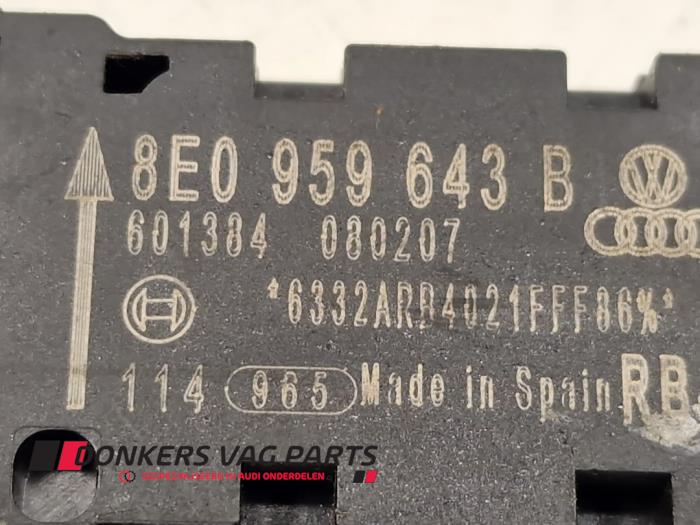 8E0 959 643 B
601384 080207
*6332ARB4021FFF86%*
114 965 Made in Spain RB
DONKERS VAG PARTS